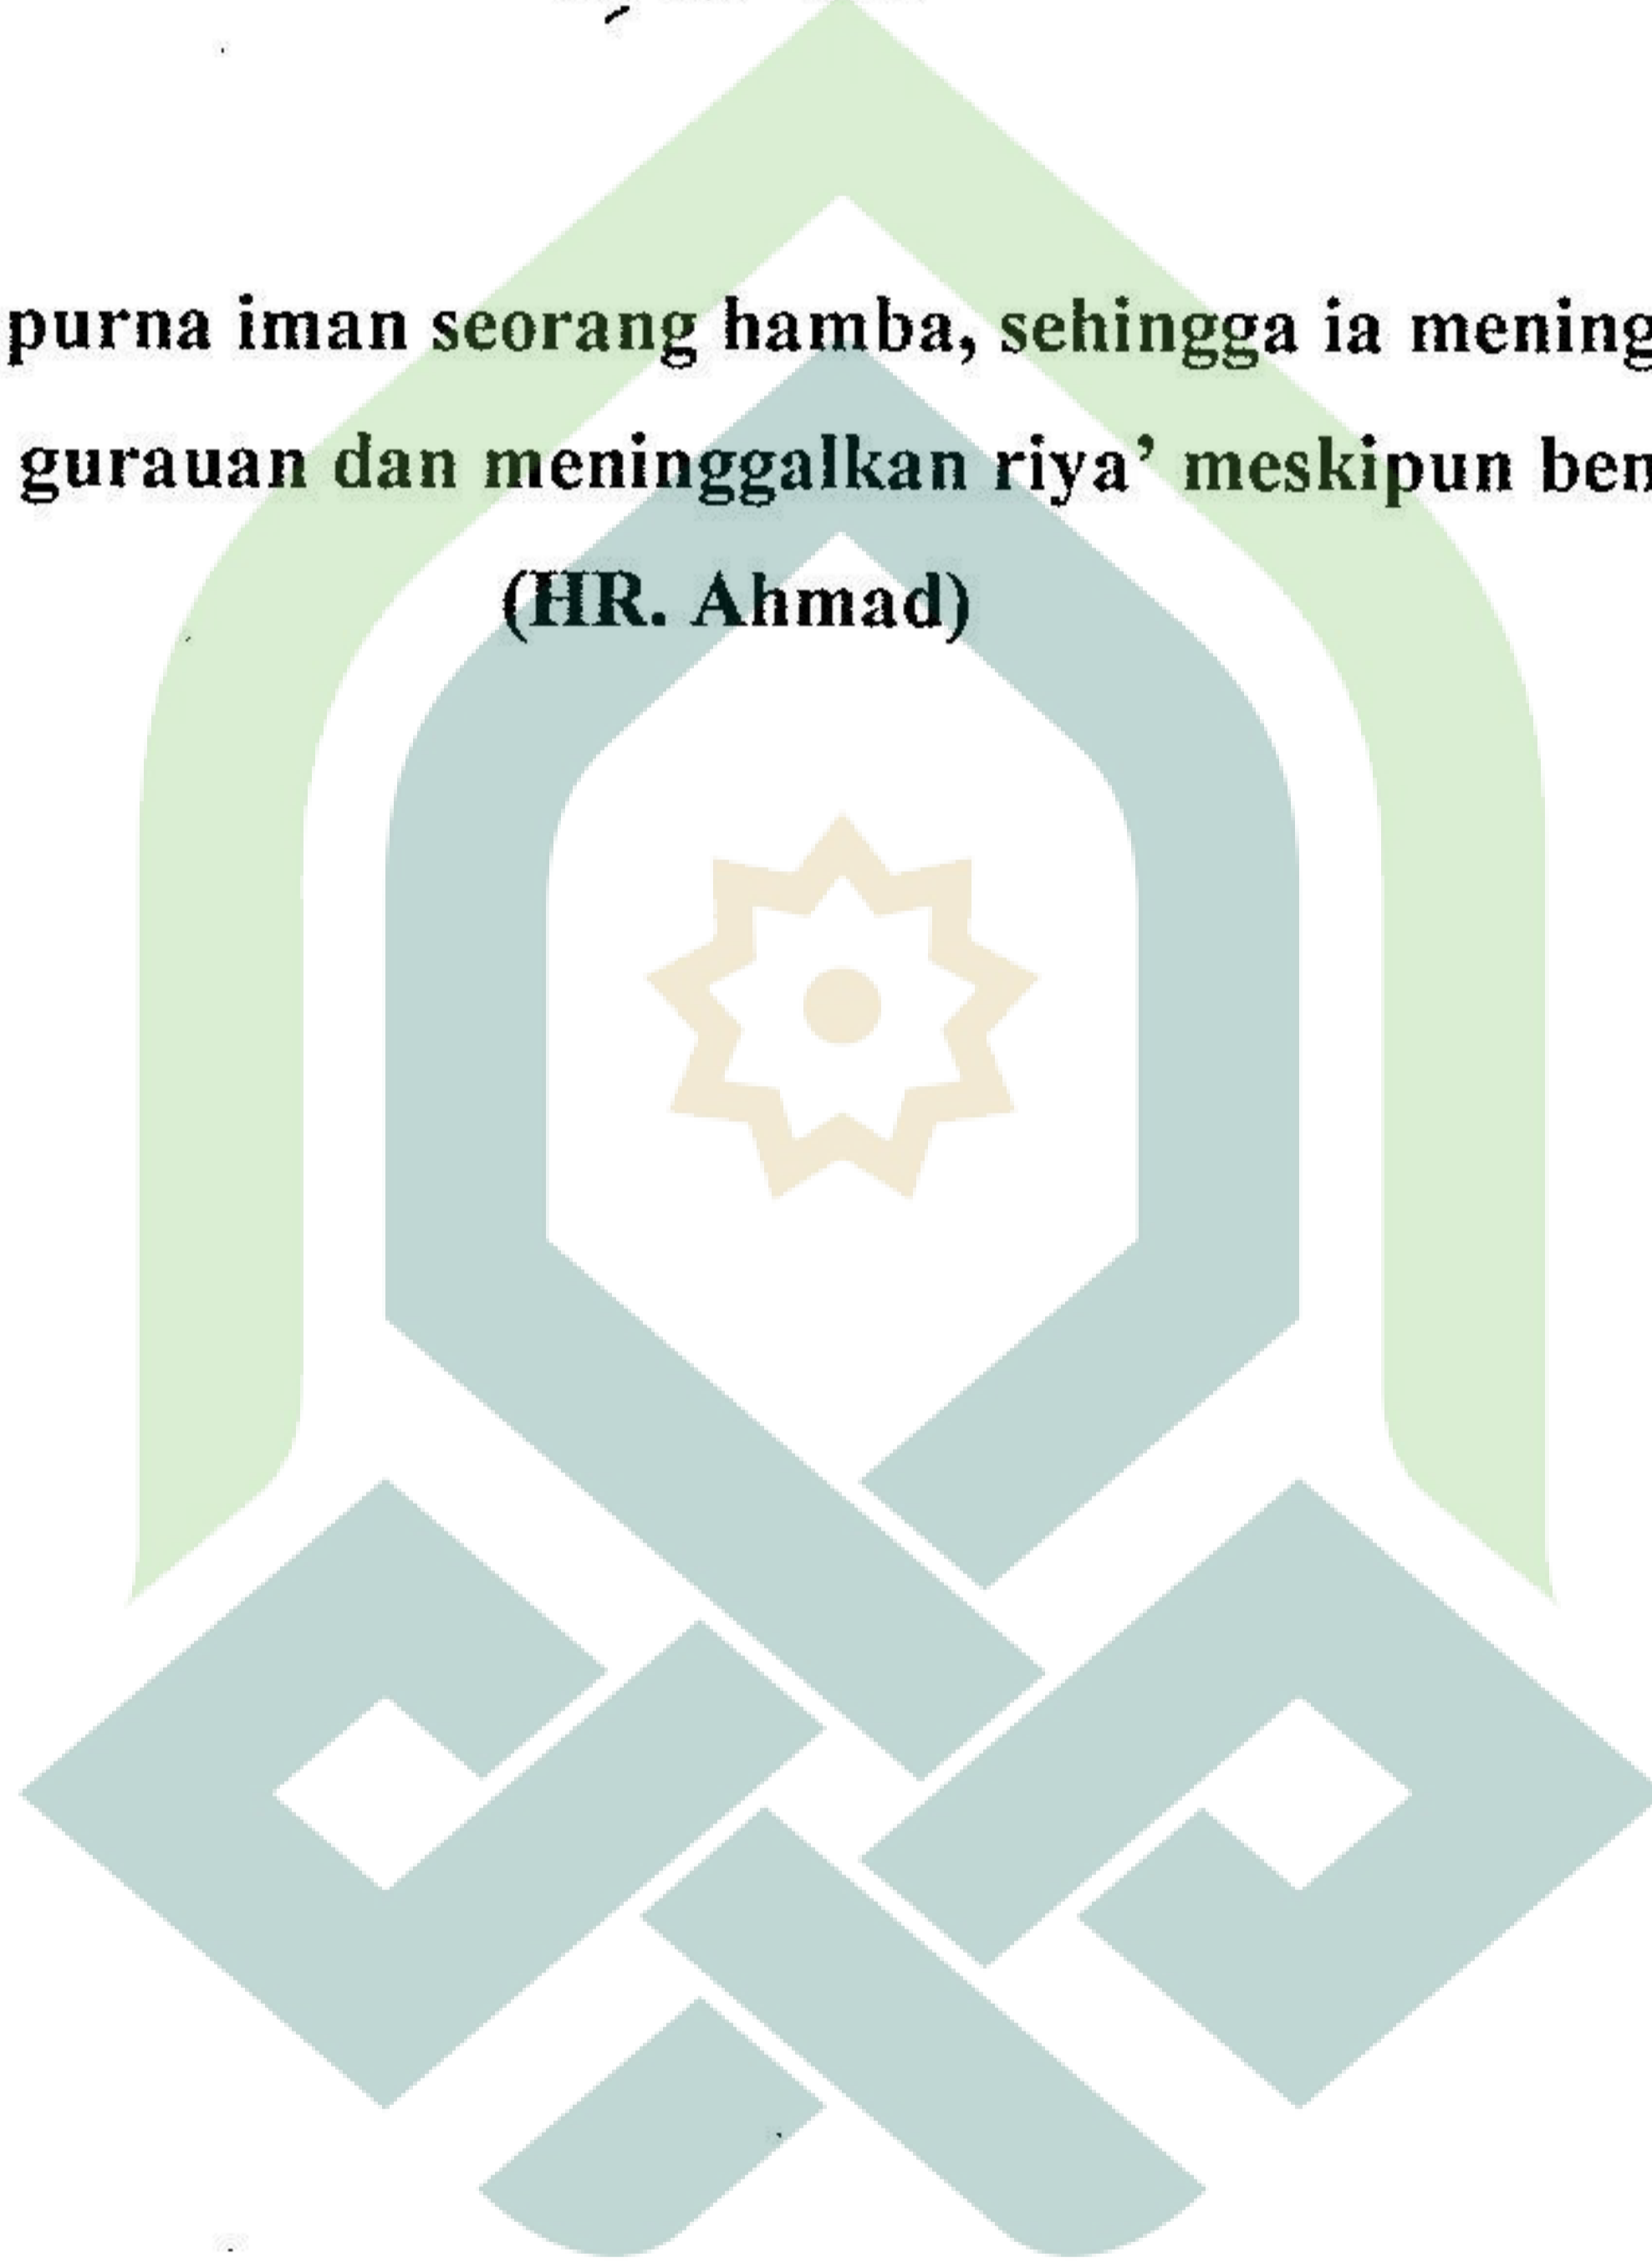 purna iman seorang hamba, sehingga ia mening
gurauan dan meninggalkan riya’ meskipun ben
(HR. Ahmad)